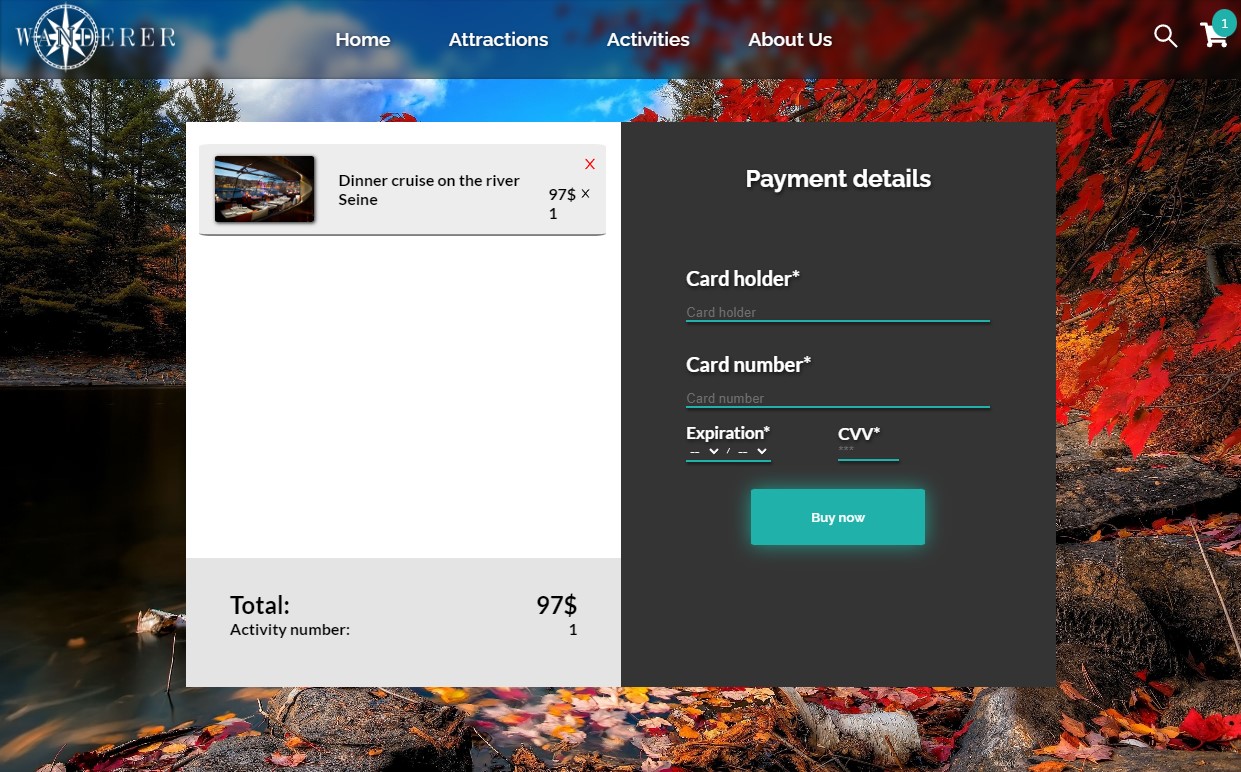 WANDERER
Home
Attractions
Activities
About Us
1
Dinner cruise on the river
Seine
X
97$ ×
1
Total:
97$
Activity number:
1
Payment details
Card holder*
Card holder
Card number*
Card number
Expiration*
CVV*
-- / --
***
Buy now